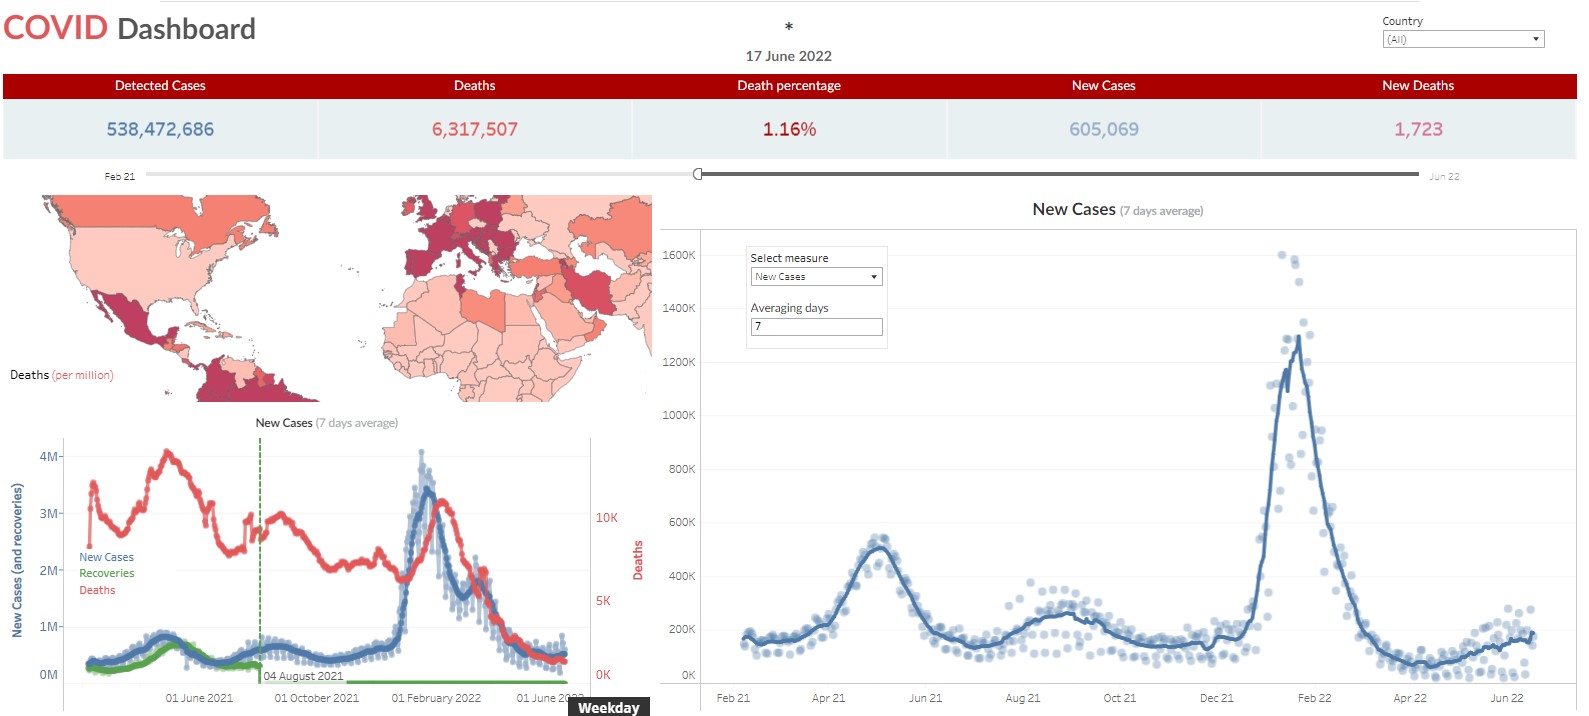 COVID Dashboard
*
17 June 2022
Country
(All)
Detected Cases Deaths Death percentage New Cases New Deaths
538,472,686 6,317,507 1.16% 605,069 1,723
Feb 21 Jun 22
Deaths (per million)
New Cases (7 days average)
New Cases (and recoveries)
4M
3M
2M
1M
0M
New Cases
Recoveries
Deaths
04 August 2021
10K
5K
0K
Deaths
01 June 2021 01 October 2021 01 February 2022 01 June 2022
Weekday
New Cases (7 days average)
Select measure
New Cases
Averaging days
7
1600K
1400K
1200K
1000K
800K
600K
400K
200K
0K
Feb 21 Apr 21 Jun 21 Aug 21 Oct 21 Dec 21 Feb 22 Apr 22 Jun 22